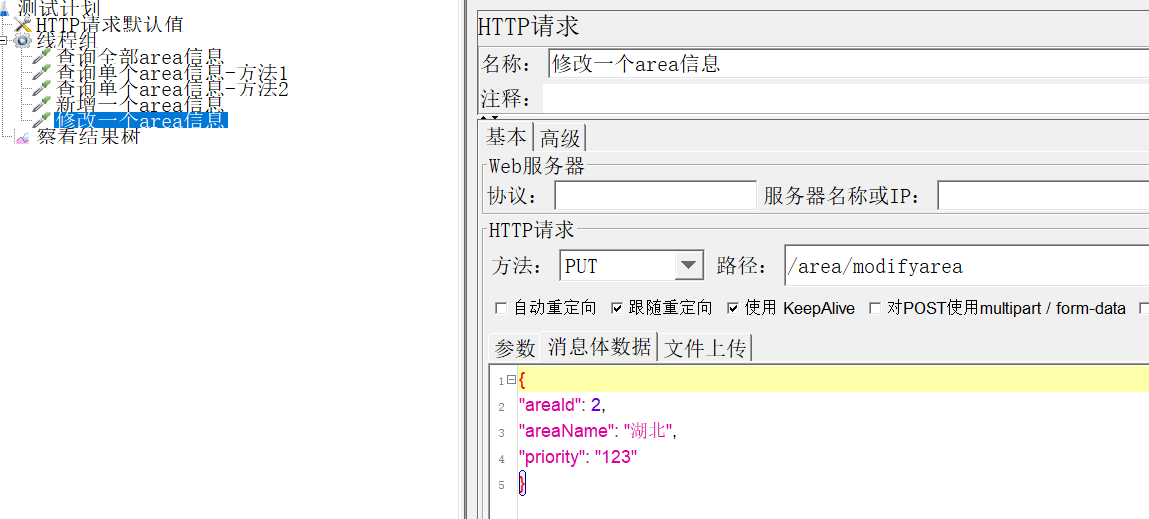 测试计划
HTTP请求默认值
线程组
查询全部area信息
查询单个area信息-方法1
查询单个area信息-方法2
新增一个area信息
修改一个area信息
察看结果树
HTTP请求
名称： 修改一个area信息
注释：
基本 高级
Web服务器
协议： 服务器名称或IP：
HTTP请求
方法： PUT 路径： /area/modifyarea
自动重定向 跟随重定向 使用 KeepAlive 对POST使用multipart / form-data
参数 消息体数据 文件上传
1 {
2 "areaId": 2,
3 "areaName": "湖北",
4 "priority": "123"
5 }